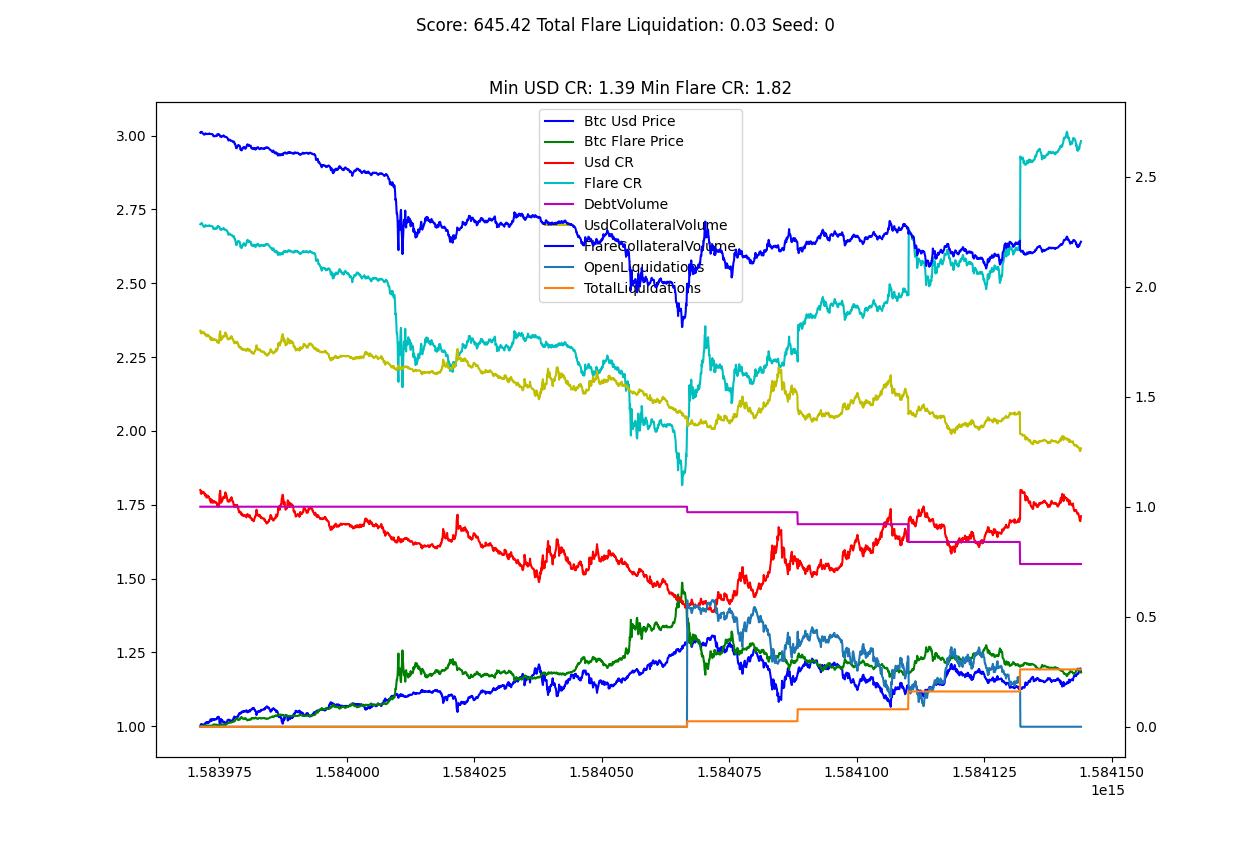 Score: 645.42 Total Flare Liquidation: 0.03 Seed: 0
Min USD CR: 1.39 Min Flare CR: 1.82
Btc Usd Price
Btc Flare Price
Usd CR
Flare CR
DebtVolume
UsdCollateralVolume
FlareCollateralVolume
OpenLiquidations
TotalLiquidations
3.00
2.75
2.50
2.25
2.00
1.75
1.50
1.25
1.00
2.5
2.0
1.5
1.0
0.5
0.0
1.583975 1.584000 1.584025 1.584050 1.584075 1.584100 1.584125 1.584150
1e15